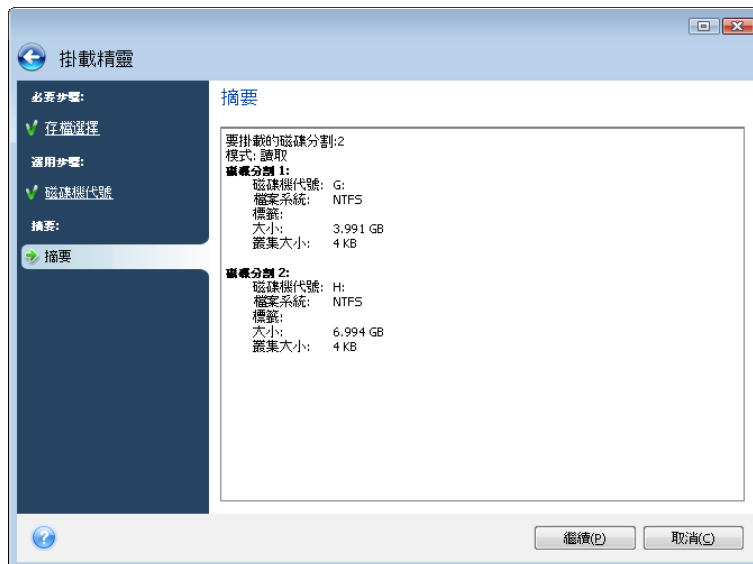 掛載精靈
必要步驟:
存檔選擇
選用步驟:
磁碟機代號
摘要:
摘要
摘要
要掛載的磁碟分割:2
模式: 讀取
磁碟分割 1:
磁碟機代號: G:
檔案系統: NTFS
標籤:
大小: 3.991 GB
叢集大小: 4 KB
磁碟分割 2:
磁碟機代號: H:
檔案系統: NTFS
標籤:
大小: 6.994 GB
叢集大小: 4 KB
繼續(P)
取消(C)